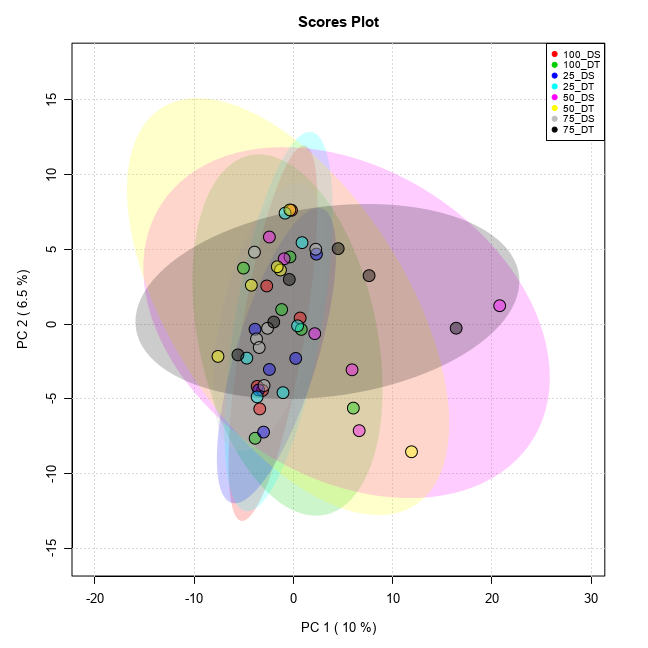 Scores Plot
100_DS
100_DT
25_DS
25_DT
50_DS
50_DT
75_DS
75_DT
15
10
5
0
-5
-10
-15
PC 2 ( 6.5 %)
-20 -10 0 10 20 30
PC 1 ( 10 %)